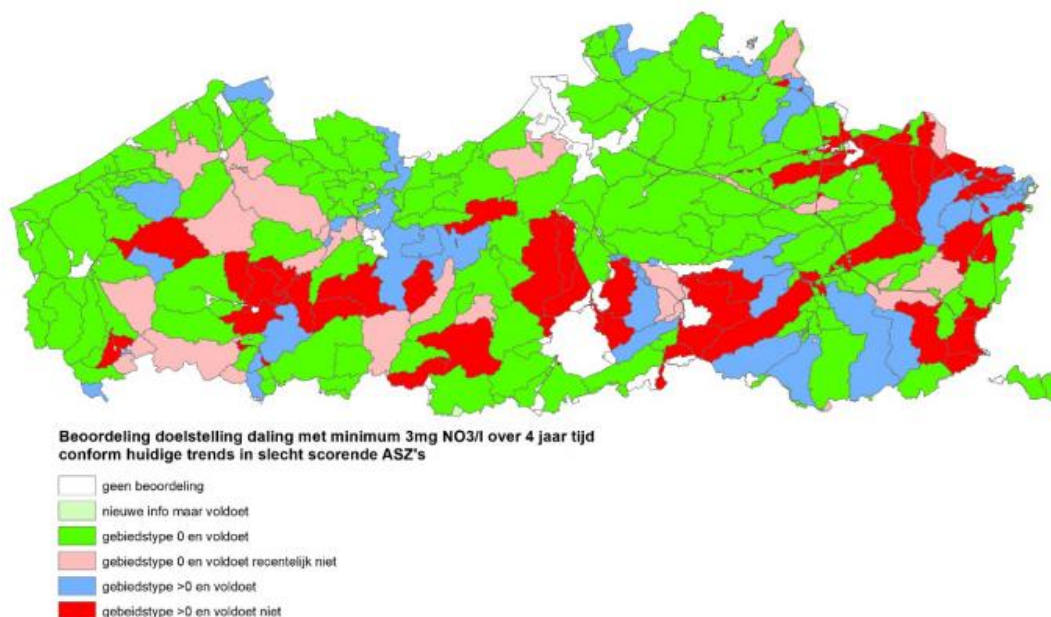 Beoordeling doelstelling daling met minimum 3mg NO3/l over 4 jaar tijd
conform huidige trends in slecht scorende ASZ's
geen beoordeling
nieuwe info maar voldoet
gebiedstype 0 en voldoet
gebiedstype 0 en voldoet recentelijk niet
gebiedstype >0 en voldoet
gebeidstype >0 en voldoet niet